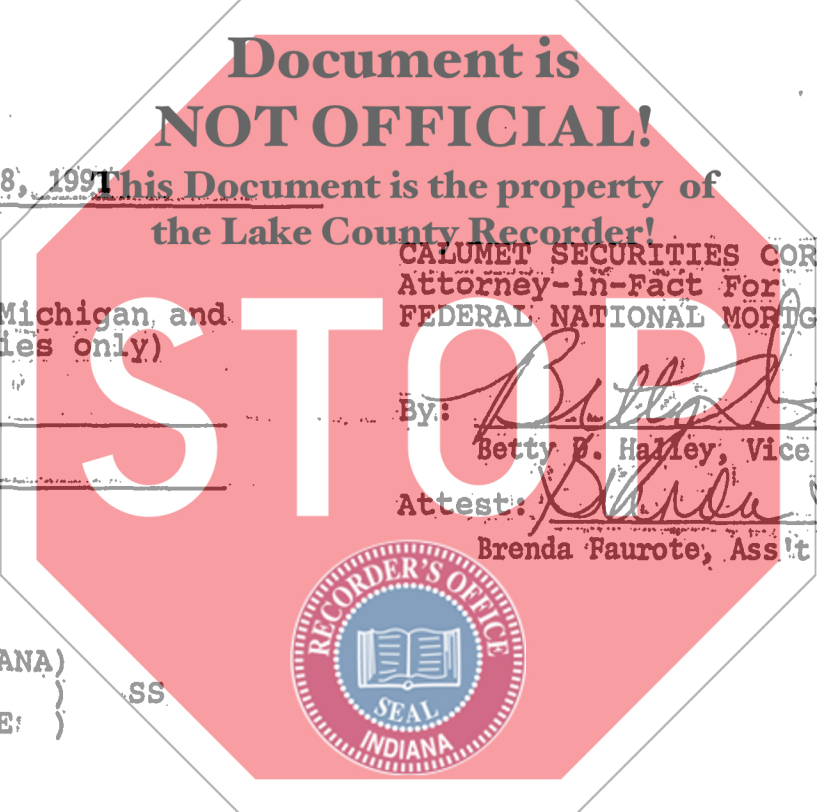 Document is
NOT OFFICIAL!
This Document is the property of
the Lake County Recorder!
8, 1991
CALUMET SECURITIES COR
Attorney-in-Fact For
FEDERAL NATIONAL MORTG
Michigan and
ies only)
STOP
By:
Betty D. Halley, Vice
Attest:
Brenda Faurote, Ass't
RECORDER'S OFFICE
SEAL
INDIANA
ANA)
) SS
E )